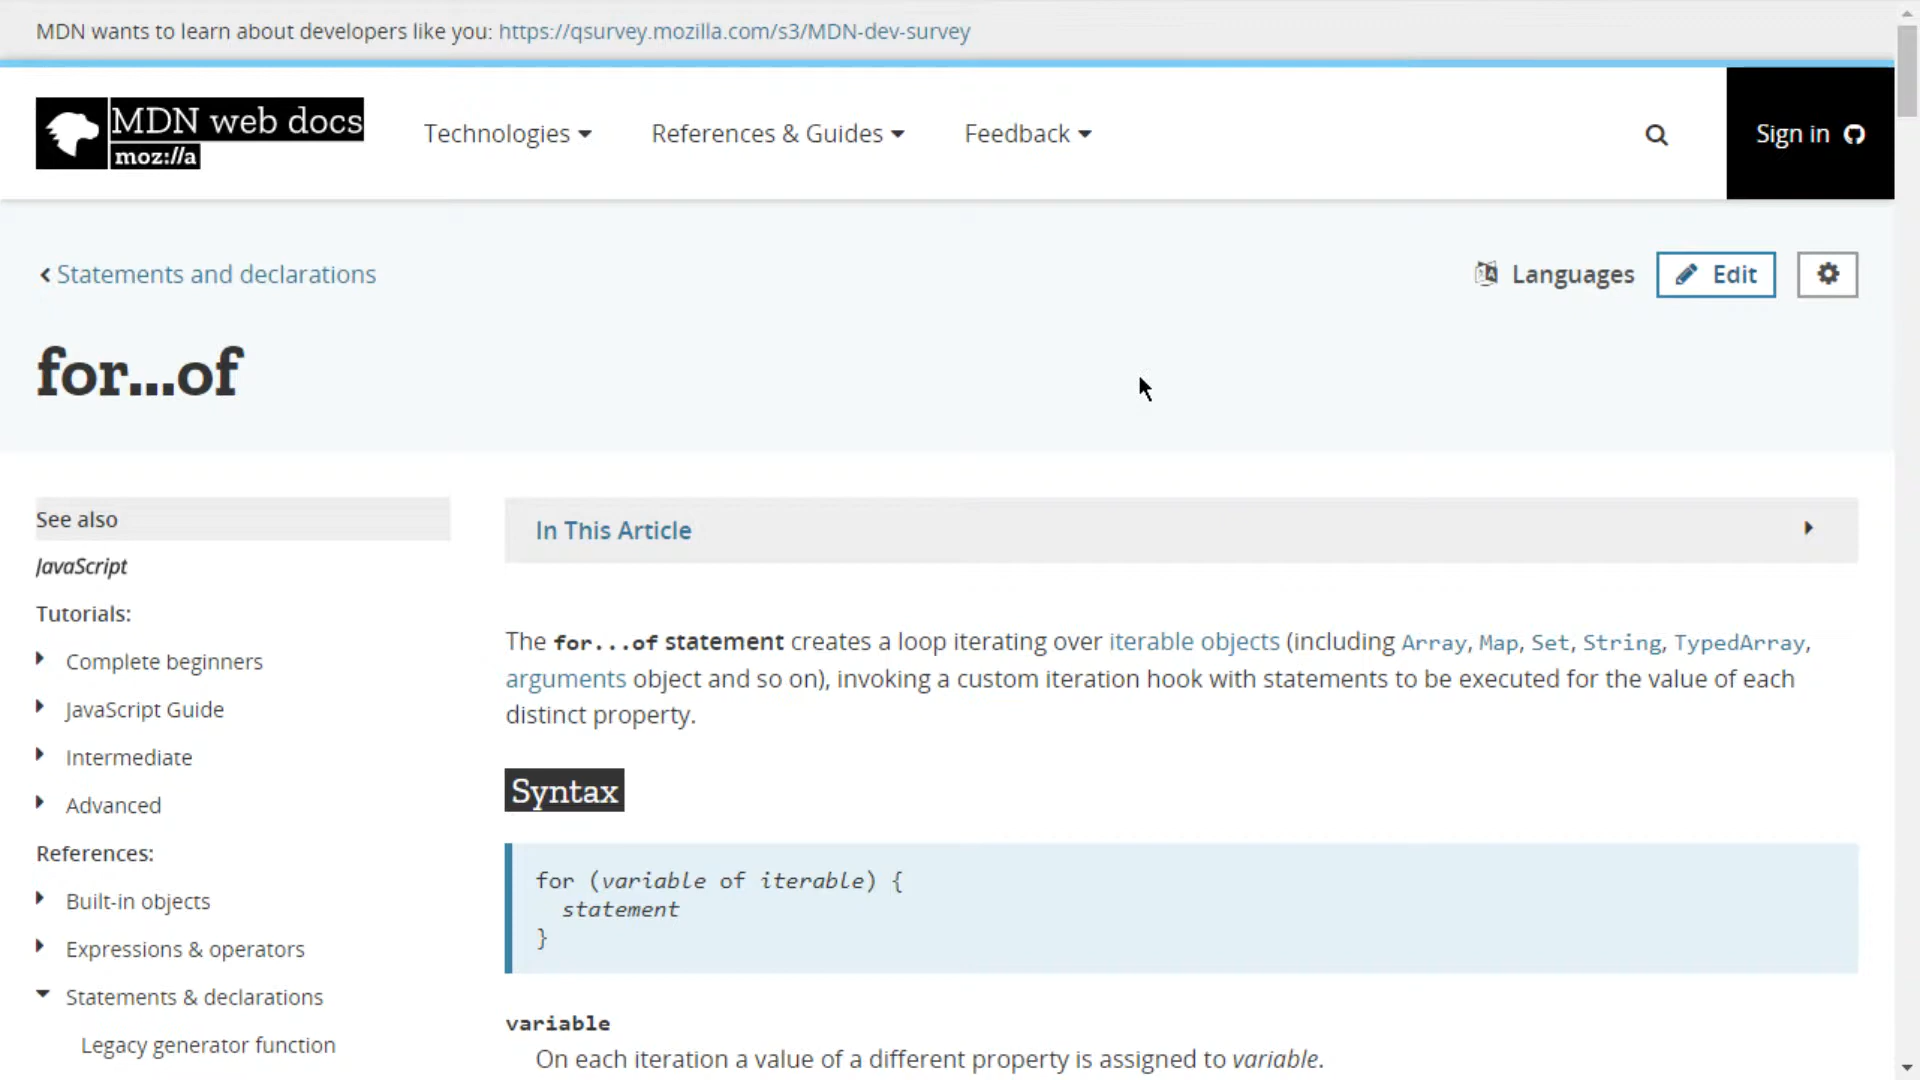 MDN wants to learn about developers like you: https://qsurvey.mozilla.com/s3/MDN-dev-survey
MDN web docs
moz://a
Technologies
References & Guides
Feedback
Sign in
Statements and declarations
Languages
Edit
for...of
See also
JavaScript
Tutorials:
Complete beginners
JavaScript Guide
Intermediate
Advanced
References:
Built-in objects
Expressions & operators
Statements & declarations
Legacy generator function
In This Article
The for...of statement creates a loop iterating over iterable objects (including Array, Map, Set, String, TypedArray,
arguments object and so on), invoking a custom iteration hook with statements to be executed for the value of each
distinct property.
Syntax
for (variable of iterable) {
  statement
}
variable
On each iteration a value of a different property is assigned to variable.